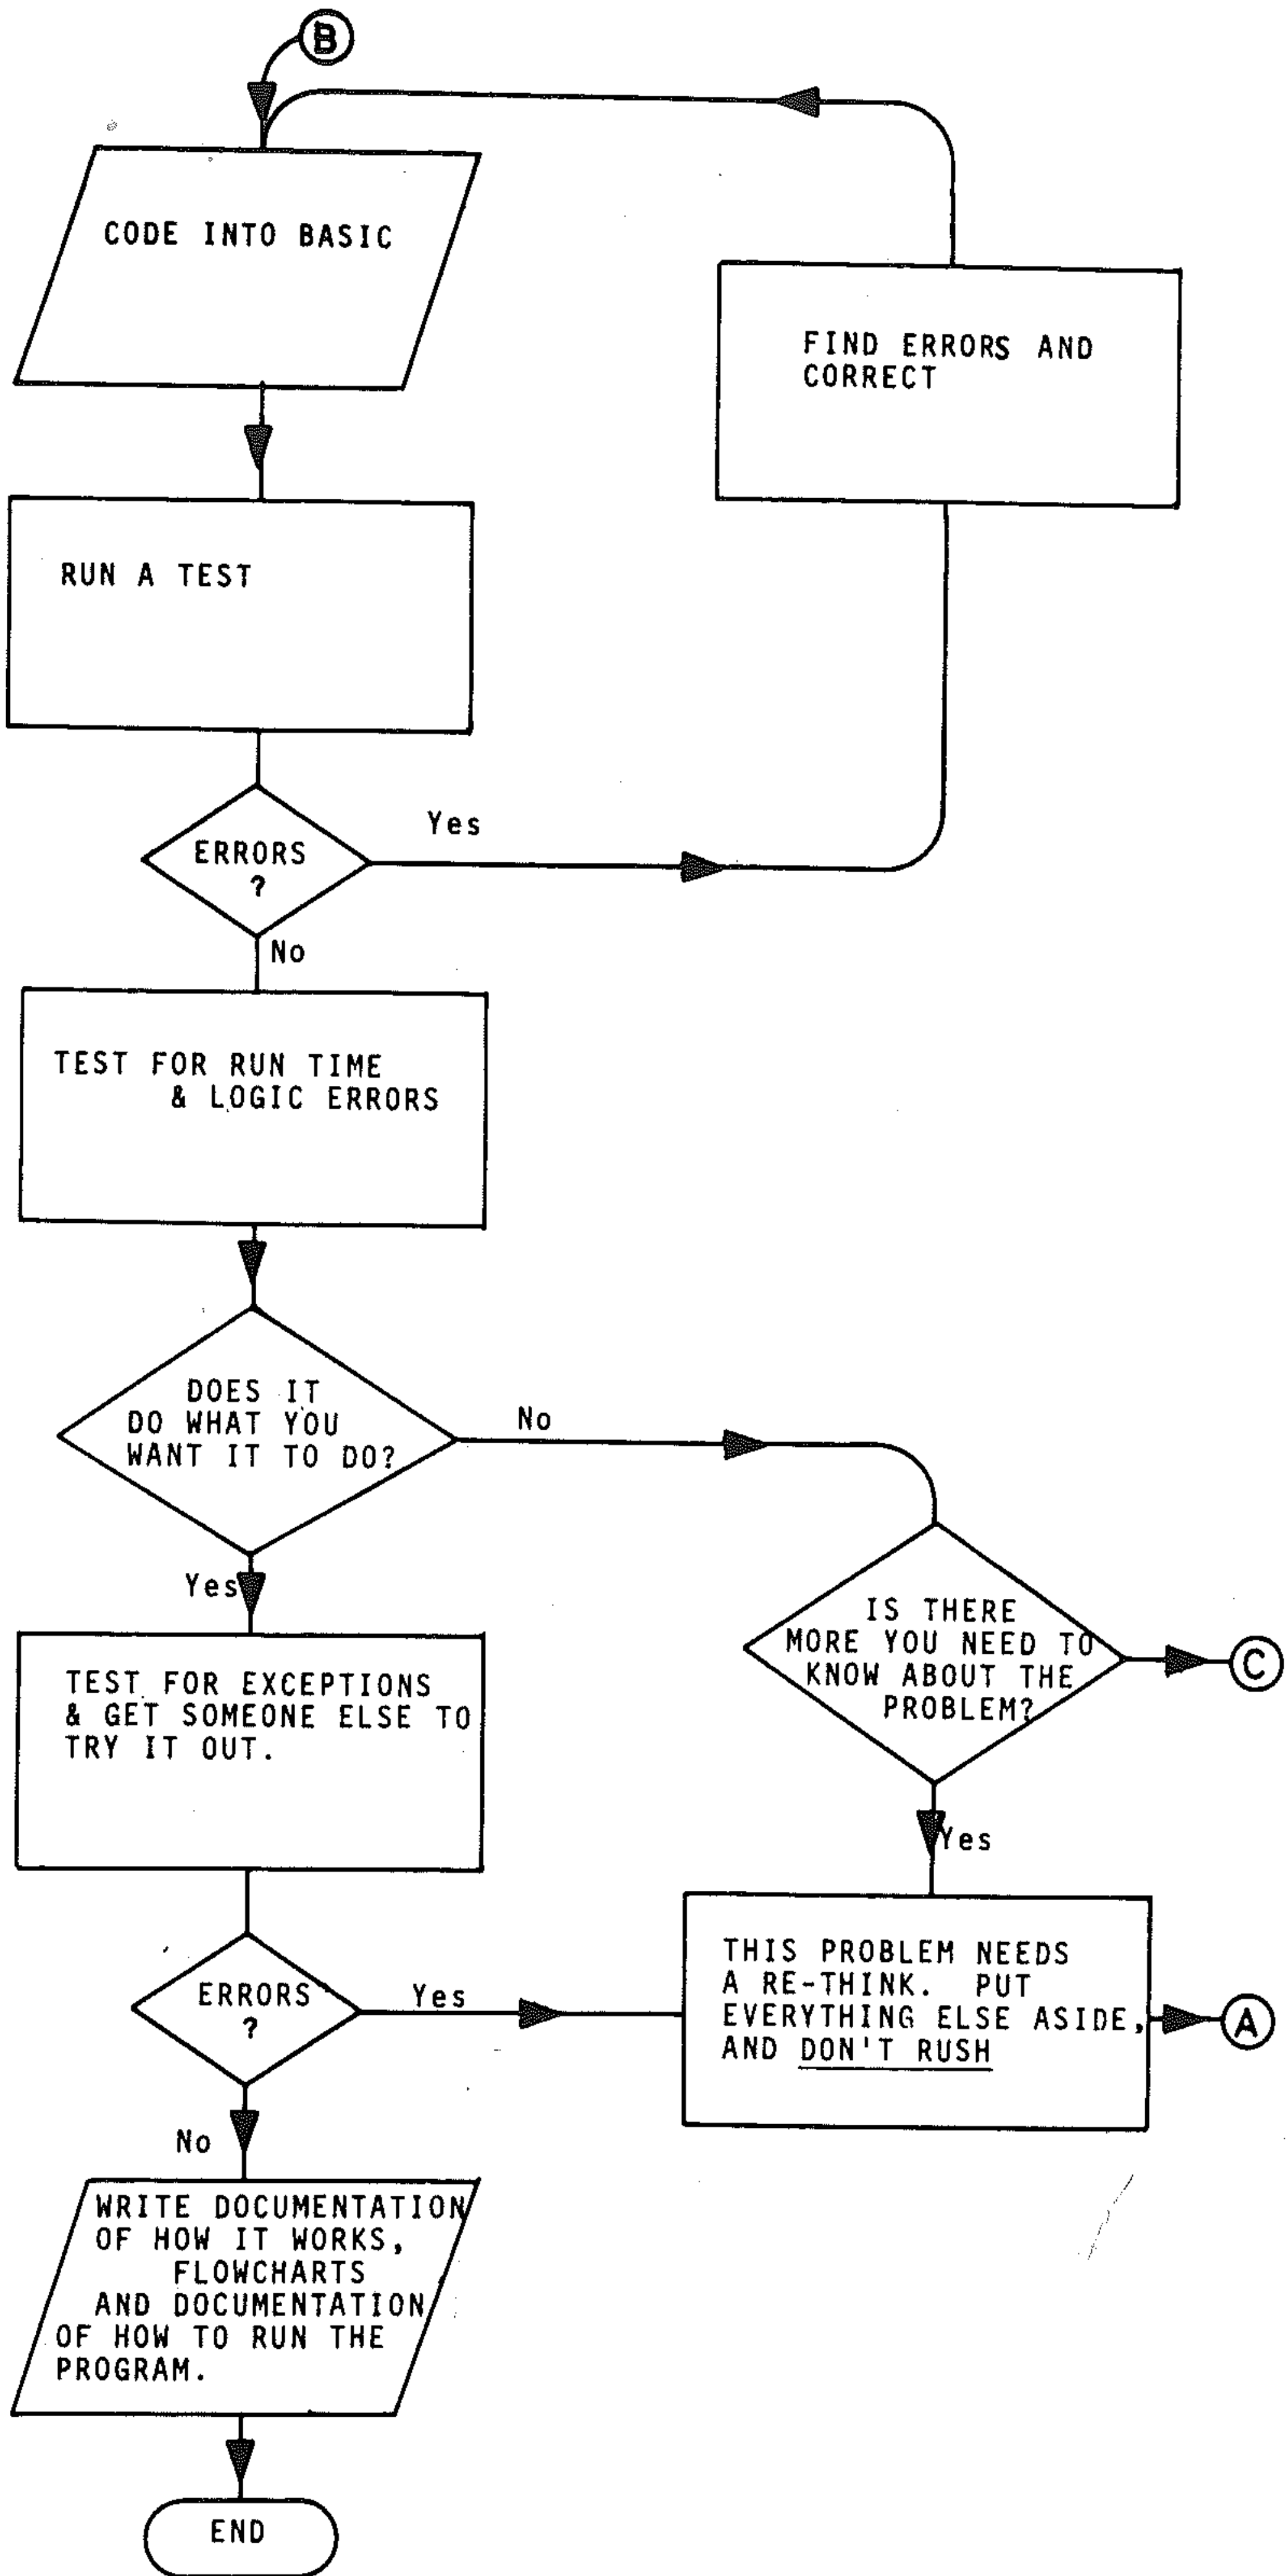 B
CODE INTO BASIC
FIND ERRORS AND
CORRECT
RUN A TEST
ERRORS
?
Yes
No
TEST FOR RUN TIME
& LOGIC ERRORS
DOES IT
DO WHAT YOU
WANT IT TO DO?
No
Yes
IS THERE
MORE YOU NEED TO
KNOW ABOUT THE
PROBLEM?
C
Yes
TEST FOR EXCEPTIONS
& GET SOMEONE ELSE TO
TRY IT OUT.
ERRORS
?
Yes
THIS PROBLEM NEEDS
A RE-THINK. PUT
EVERYTHING ELSE ASIDE,
AND DON'T RUSH
A
No
WRITE DOCUMENTATION
OF HOW IT WORKS,
FLOWCHARTS
AND DOCUMENTATION
OF HOW TO RUN THE
PROGRAM.
END